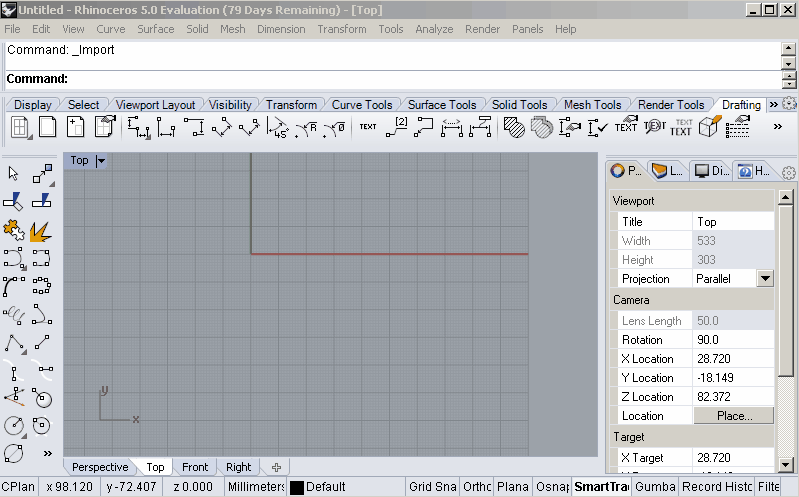 Untitled - Rhinoceros 5.0 Evaluation (79 Days Remaining) - [Top]
File Edit View Curve Surface Solid Mesh Dimension Transform Tools Analyze Render Panels Help
Command: _Import
Command:
Display Select Viewport Layout Visibility Transform Curve Tools Surface Tools Solid Tools Mesh Tools Render Tools Drafting »
45 R Ø TEXT [2] TEXT TEXT TEXT TEXT »
Top
P... L... Di... H...
Viewport
Title Top
Width 533
Height 303
Projection Parallel
Camera
Lens Length 50.0
Rotation 90.0
X Location 28.720
Y Location -18.149
Z Location 82.372
Location Place...
Target
X Target 28.720
y
x
»
Perspective Top Front Right
CPlan x 98.120 y -72.407 z 0.000 Millimeters Default Grid Sna Ortho Plana Osnap SmartTrac Gumba Record Histo Filte